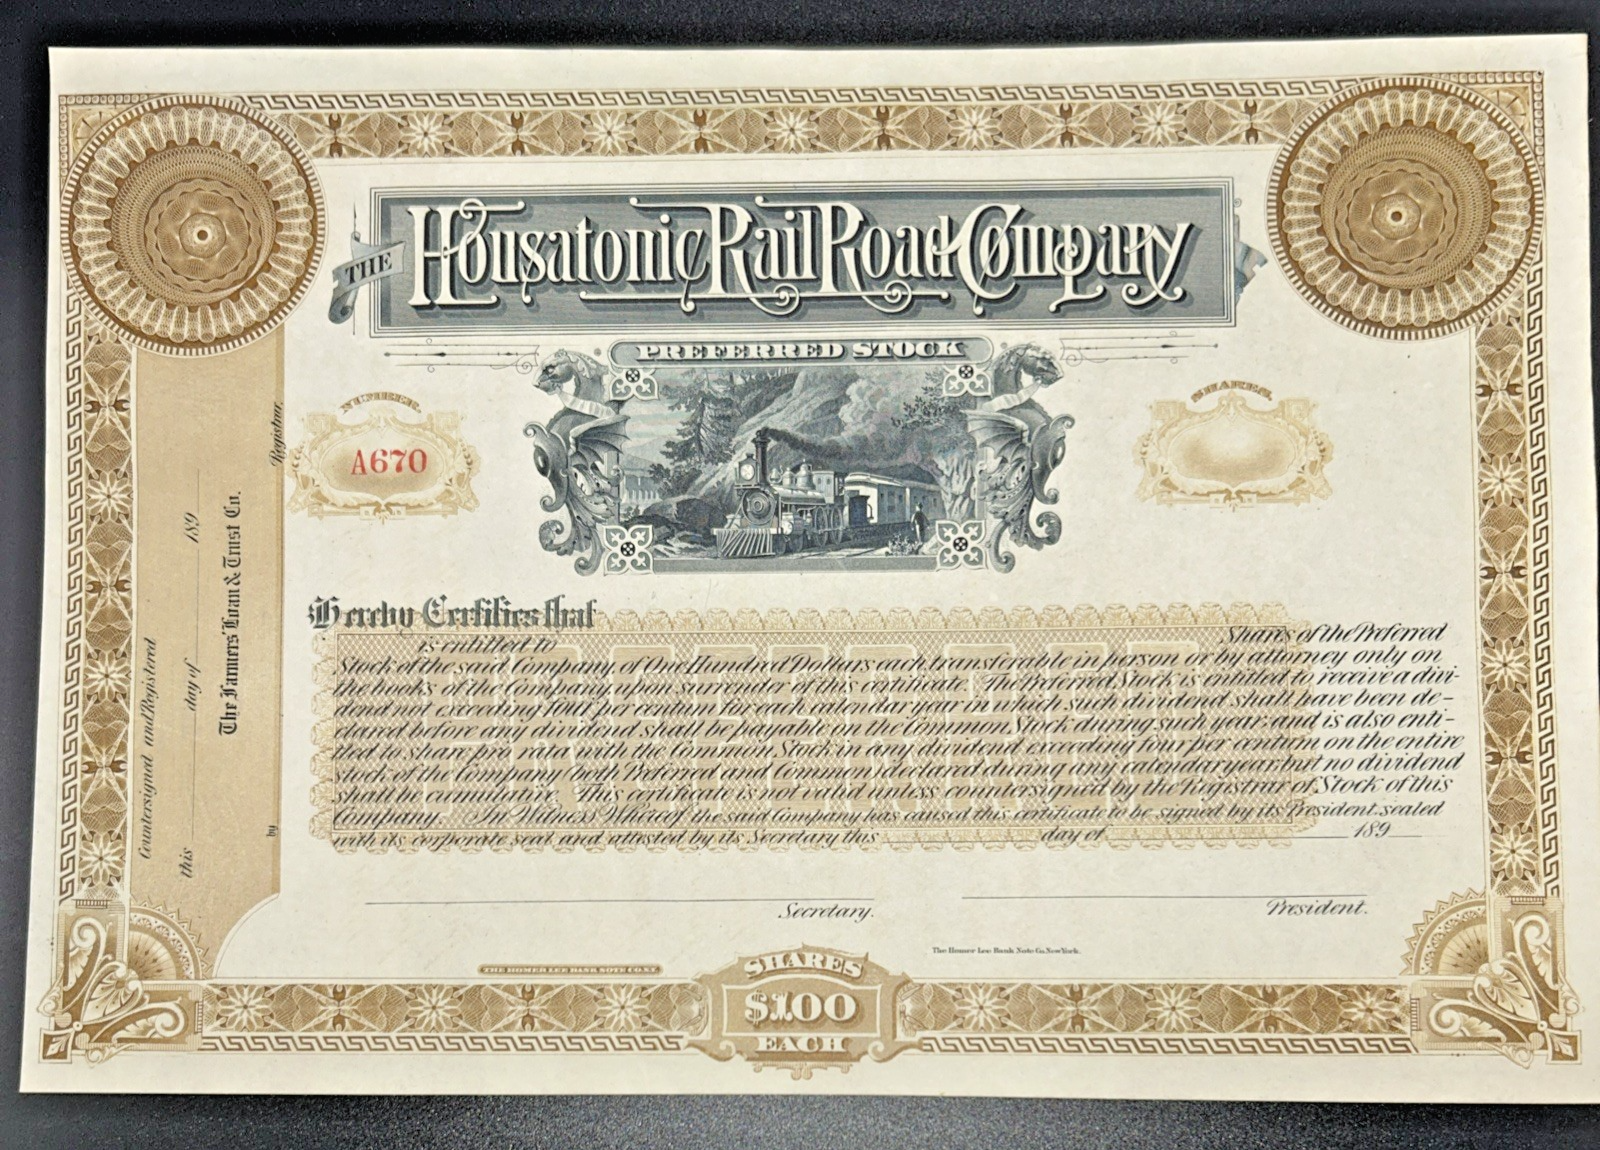 THE
Housatonic Rail Road Company
PREFERRED STOCK
NUMBER.
A670
SHARES.
Registrar.
Countersigned and Registered
this day of 189
The Farmers' Loan & Trust Co.
by
Hereby Certifies that
is entitled to Shares of the Preferred
Stock of the said Company, of One Hundred Dollars each, transferable in person or by attorney only on
the books of the Company, upon surrender of this certificate. The Preferred Stock is entitled to receive a divi-
dend not exceeding four per centum for each calendar year in which such dividend shall have been de-
clared before any dividend shall be payable on the Common Stock during such year, and is also enti-
tled to share pro rata with the Common Stock in any dividend exceeding four per centum on the entire
stock of the Company (both Preferred and Common) declared during any calendar year but no dividend
shall be cumulative. This certificate is not valid unless countersigned by the Registrar of Stock of this
Company. In Witness Whereof, the said Company has caused this certificate to be signed by its President, sealed
with its corporate seal and attested by its Secretary this day of 189
Secretary.
President.
The Homer Lee Bank Note Co. New York.
THE HOMER LEE BANK NOTE CO. N.Y.
SHARES
$100
EACH